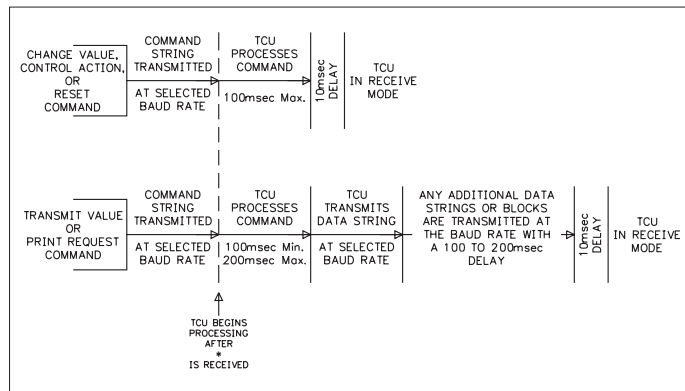 CHANGE VALUE,
CONTROL ACTION,
OR
RESET
COMMAND
COMMAND
STRING
TRANSMITTED
AT SELECTED
BAUD RATE
TCU
PROCESSES
COMMAND
100msec Max.
10msec
DELAY
TCU
IN RECEIVE
MODE
TRANSMIT VALUE
OR
PRINT REQUEST
COMMAND
COMMAND
STRING
TRANSMITTED
AT SELECTED
BAUD RATE
TCU
PROCESSES
COMMAND
100msec Min.
200msec Max.
TCU
TRANSMITS
DATA STRING
AT SELECTED
BAUD RATE
ANY ADDITIONAL DATA
STRINGS OR BLOCKS
ARE TRANSMITTED AT
THE BAUD RATE WITH
A 100 TO 200msec
DELAY
10msec
DELAY
TCU
IN RECEIVE
MODE
TCU BEGINS
PROCESSING
AFTER
*
IS RECEIVED